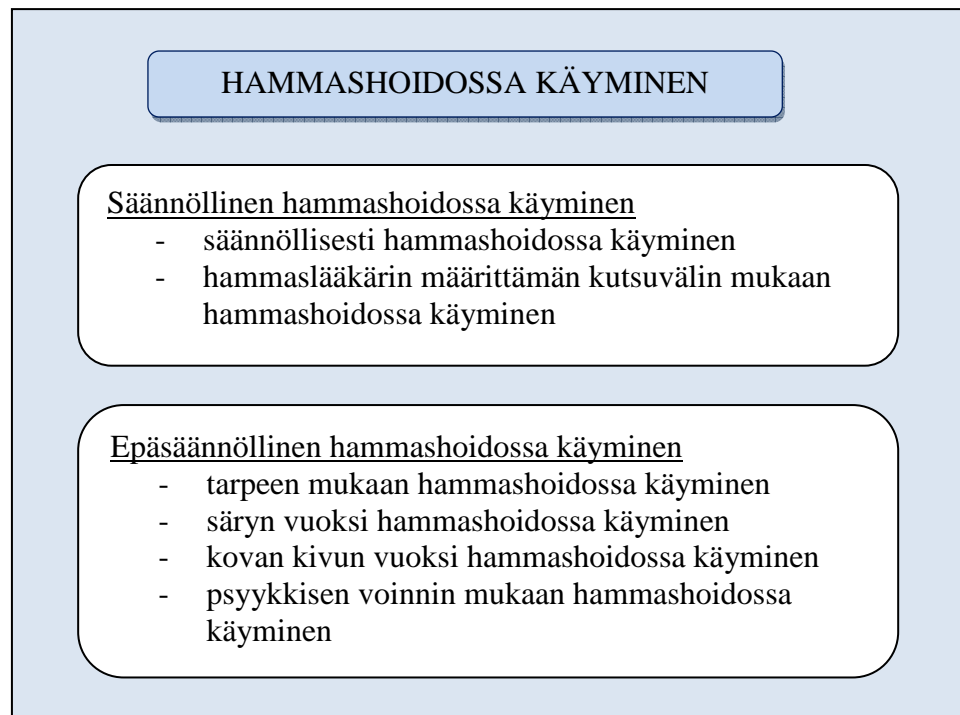 HAMMASHOIDOSSA KÄYMINEN
Säännöllinen hammashoidossa käyminen
- säännöllisesti hammashoidossa käyminen
- hammaslääkärin määrittämän kutsuvälin mukaan
hammashoidossa käyminen
Epäsäännöllinen hammashoidossa käyminen
- tarpeen mukaan hammashoidossa käyminen
- säryn vuoksi hammashoidossa käyminen
- kovan kivun vuoksi hammashoidossa käyminen
- psyykkisen voinnin mukaan hammashoidossa
käyminen